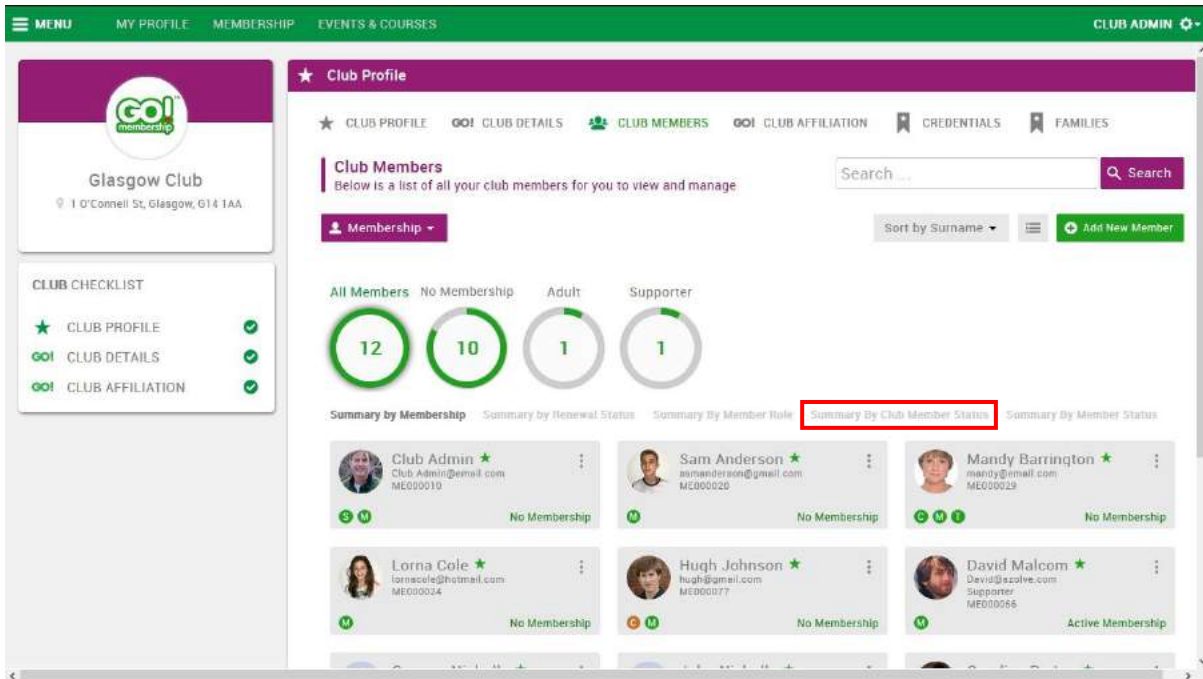 MENU MY PROFILE MEMBERSHIP EVENTS & COURSES CLUB ADMIN
Club Profile
GO! membership
Glasgow Club
1 O'Connell St, Glasgow, G14 1AA
CLUB CHECKLIST
CLUB PROFILE
GO! CLUB DETAILS
GO! CLUB AFFILIATION
CLUB PROFILE GO! CLUB DETAILS CLUB MEMBERS GO! CLUB AFFILIATION CREDENTIALS FAMILIES
Club Members
Below is a list of all your club members for you to view and manage
Search ... Search
Membership Sort by Surname Add New Member
All Members No Membership Adult Supporter
12 10 1 1
Summary by Membership Summary by Renewal Status Summary By Member Role Summary By Club Member Status Summary By Member Status
Club Admin
Club Admin@email.com
ME000010
S M No Membership
Sam Anderson
asmanderson@gmail.com
ME000020
M No Membership
Mandy Barrington
mandy@email.com
ME000029
C M T No Membership
Lorna Cole
lornacole@hotmail.com
ME000024
M No Membership
Hugh Johnson
hugh@gmail.com
ME000077
C M No Membership
David Malcom
David@azolve.com
Supporter
ME000066
M Active Membership